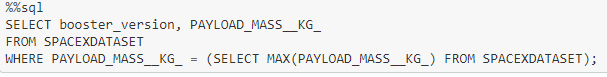 %%sql
SELECT booster_version, PAYLOAD_MASS__KG_
FROM SPACEXDATASET
WHERE PAYLOAD_MASS__KG_ = (SELECT MAX(PAYLOAD_MASS__KG_) FROM SPACEXDATASET);